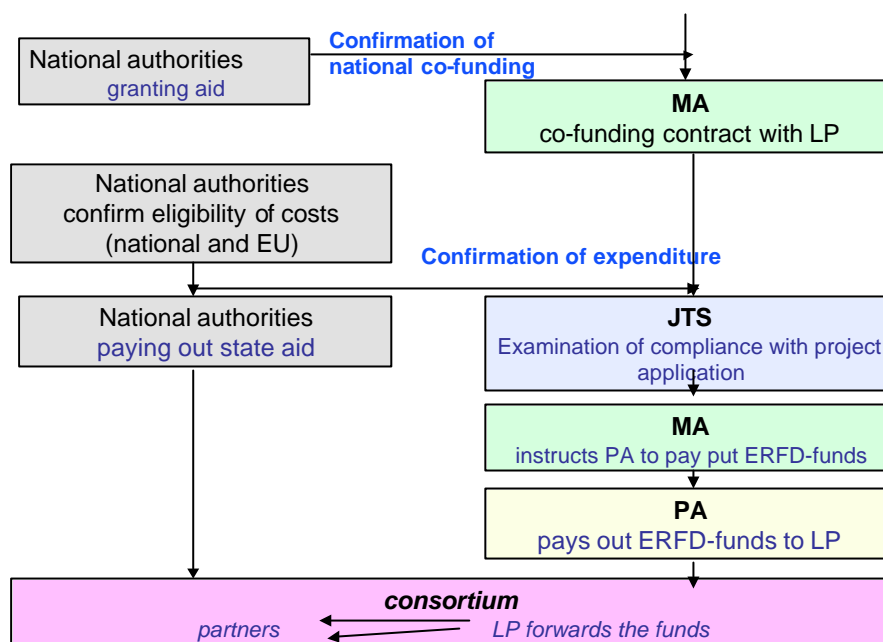 Confirmation of
national co-funding
National authorities
granting aid
MA
co-funding contract with LP
National authorities
confirm eligibility of costs
(national and EU)
Confirmation of expenditure
National authorities
paying out state aid
JTS
Examination of compliance with project
application
MA
instructs PA to pay put ERFD-funds
PA
pays out ERFD-funds to LP
consortium
partners
LP forwards the funds